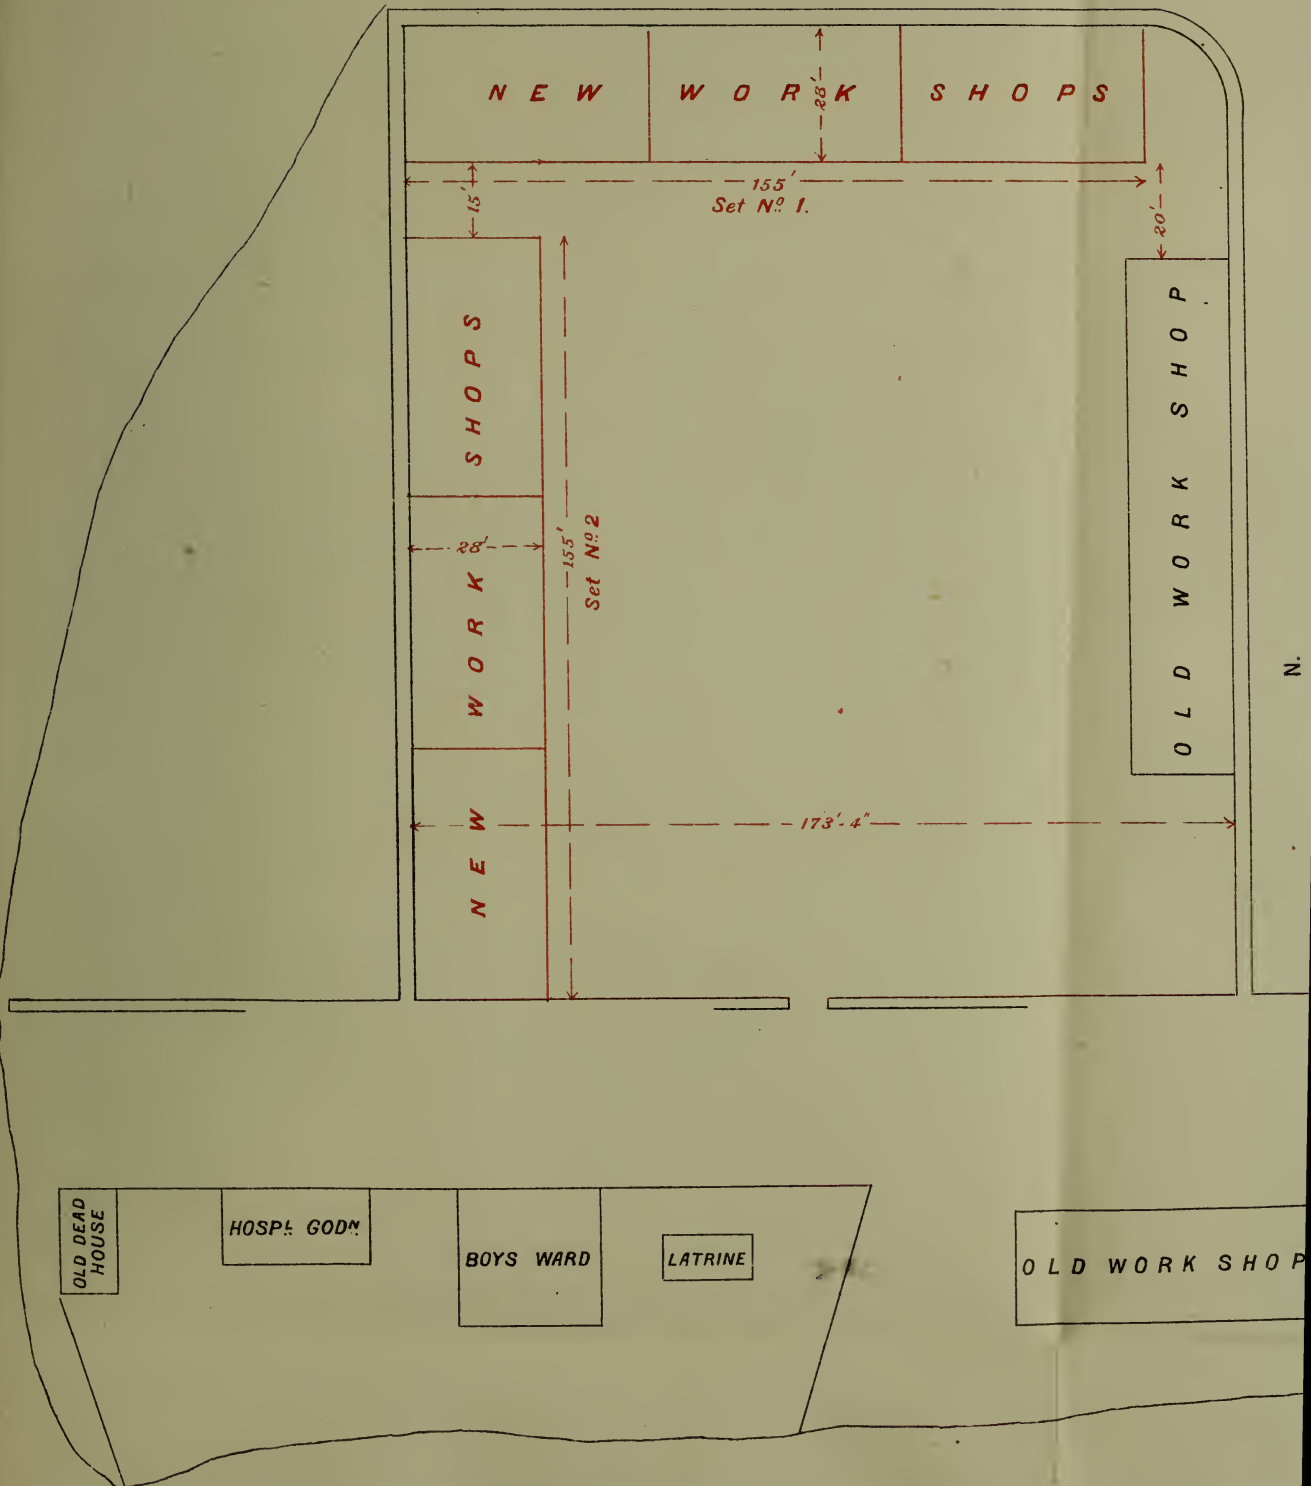 NEW WORK SHOPS
28'
155'
Set Nº 1.
15'
20'
NEW WORK SHOPS
28'
155'
Set Nº 2
OLD WORK SHOP
N.
173'-4"
OLD DEAD
HOUSE
HOSPL GODN
BOYS WARD
LATRINE
OLD WORK SHOP